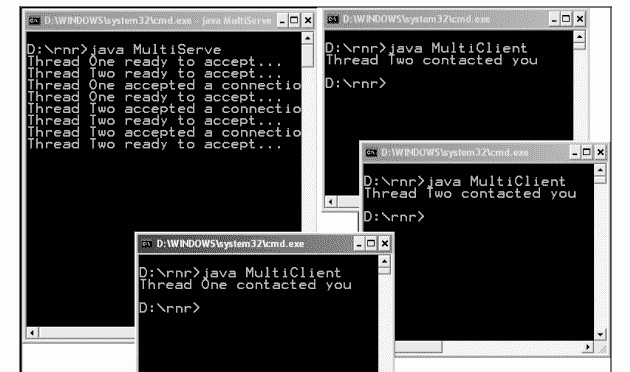 D:\WINDOWS\system32\cmd.exe - java MultiServe
D:\rnr>java MultiServe
Thread One ready to accept...
Thread Two ready to accept...
Thread One accepted a connectio
Thread One ready to accept...
Thread Two accepted a connectio
Thread Two ready to accept...
Thread Two accepted a connectio
Thread Two ready to accept...
D:\WINDOWS\system32\cmd.exe
D:\rnr>java MultiClient
Thread Two contacted you
D:\rnr>
D:\WINDOWS\system32\cmd.exe
D:\rnr>java MultiClient
Thread Two contacted you
D:\rnr>
D:\WINDOWS\system32\cmd.exe
D:\rnr>java MultiClient
Thread One contacted you
D:\rnr>